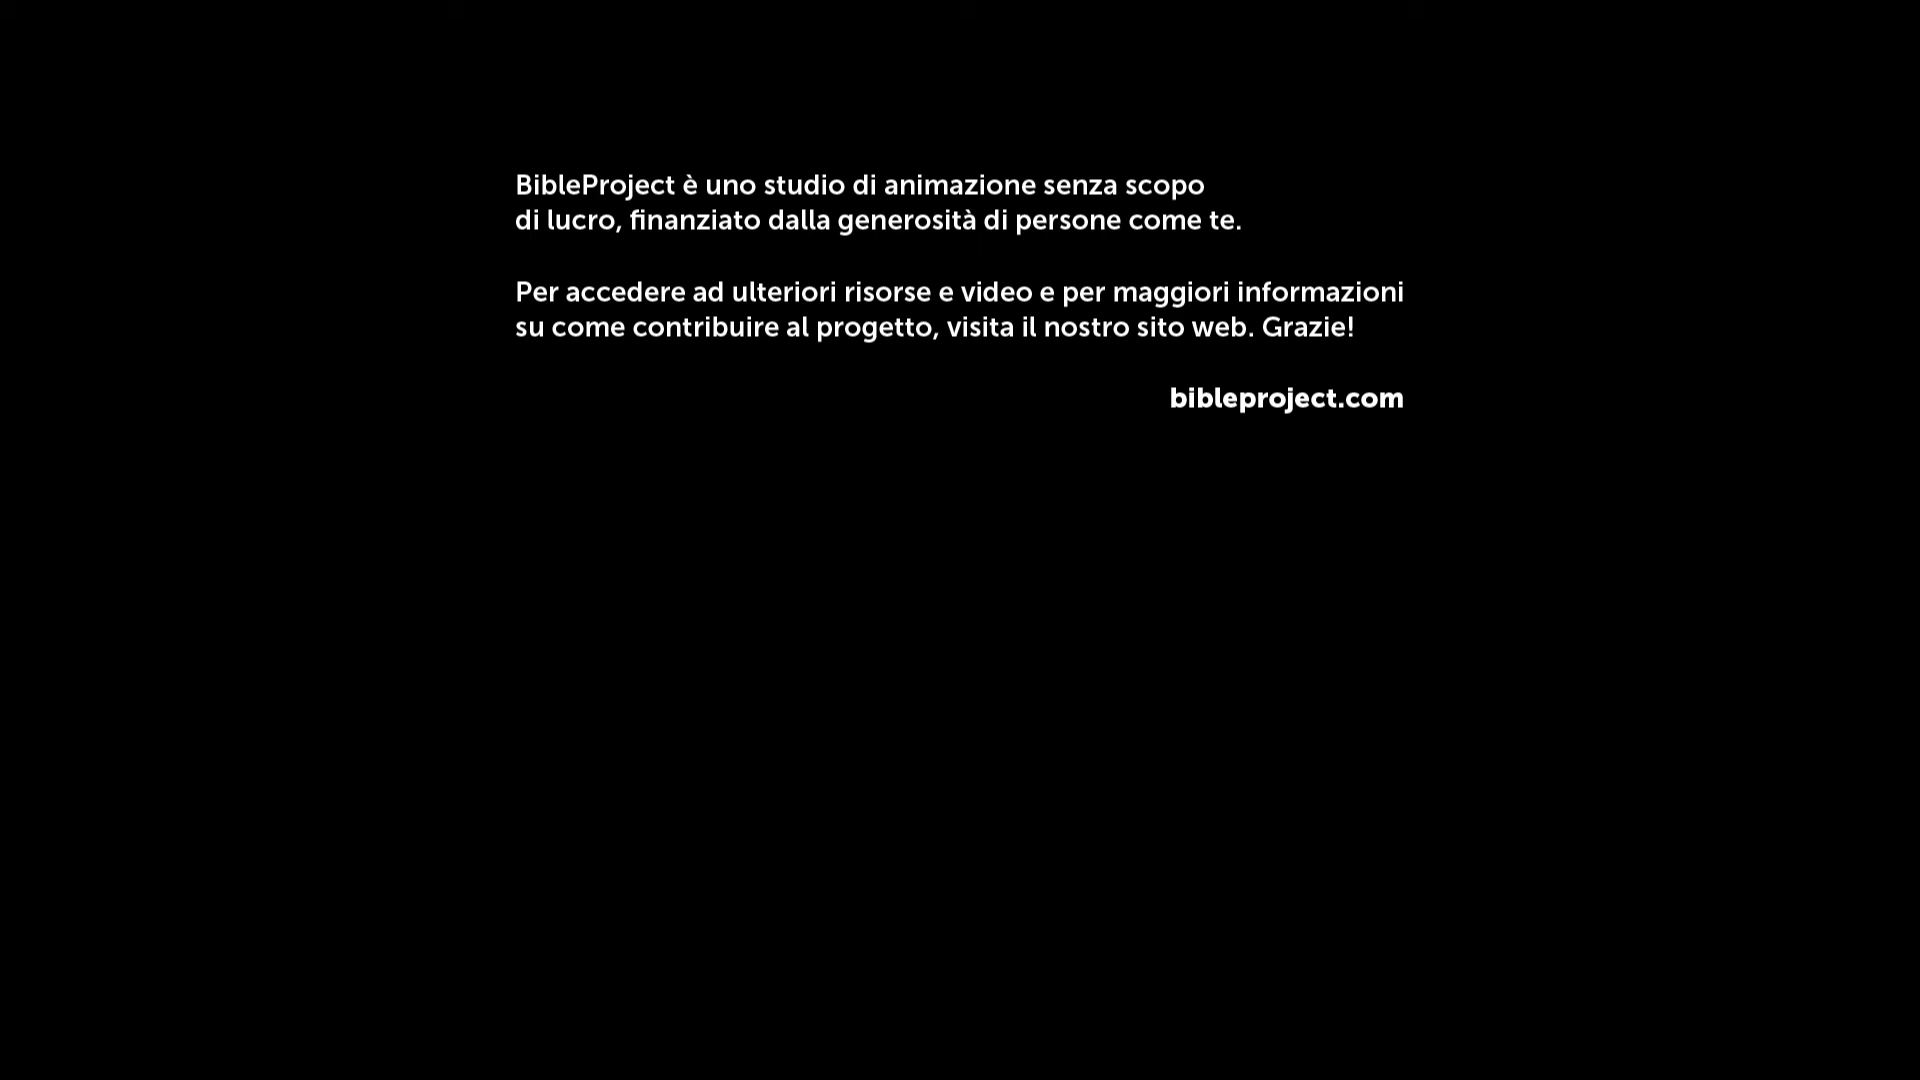 BibleProject è uno studio di animazione senza scopo
di lucro, finanziato dalla generosità di persone come te.
Per accedere ad ulteriori risorse e video e per maggiori informazioni
su come contribuire al progetto, visita il nostro sito web. Grazie!
bibleproject.com